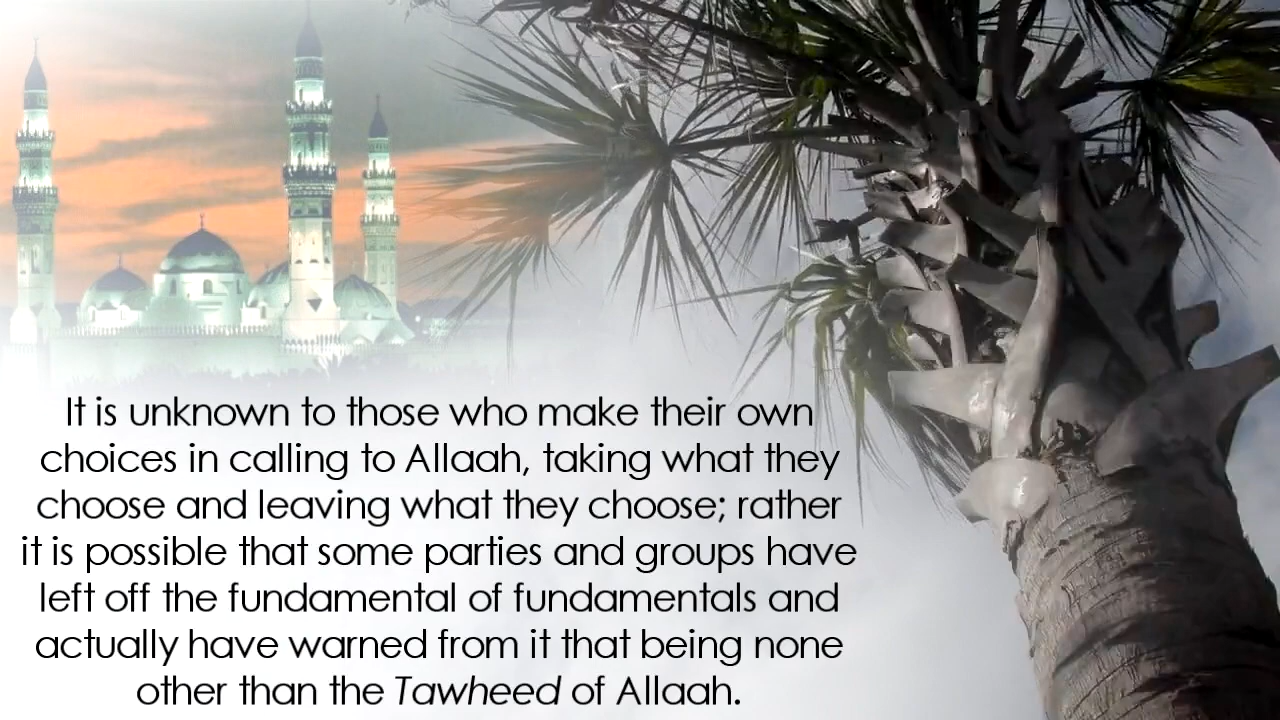 It is unknown to those who make their own
choices in calling to Allaah, taking what they
choose and leaving what they choose; rather
it is possible that some parties and groups have
left off the fundamental of fundamentals and
actually have warned from it that being none
other than the Tawheed of Allaah.